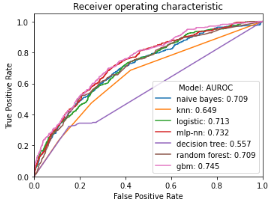 Receiver operating characteristic
1.0
0.8
0.6
0.4
0.2
0.0
True Positive Rate
Model: AUROC
naive bayes: 0.709
knn: 0.649
logistic: 0.713
mlp-nn: 0.732
decision tree: 0.557
random forest: 0.709
gbm: 0.745
0.0 0.2 0.4 0.6 0.8 1.0
False Positive Rate